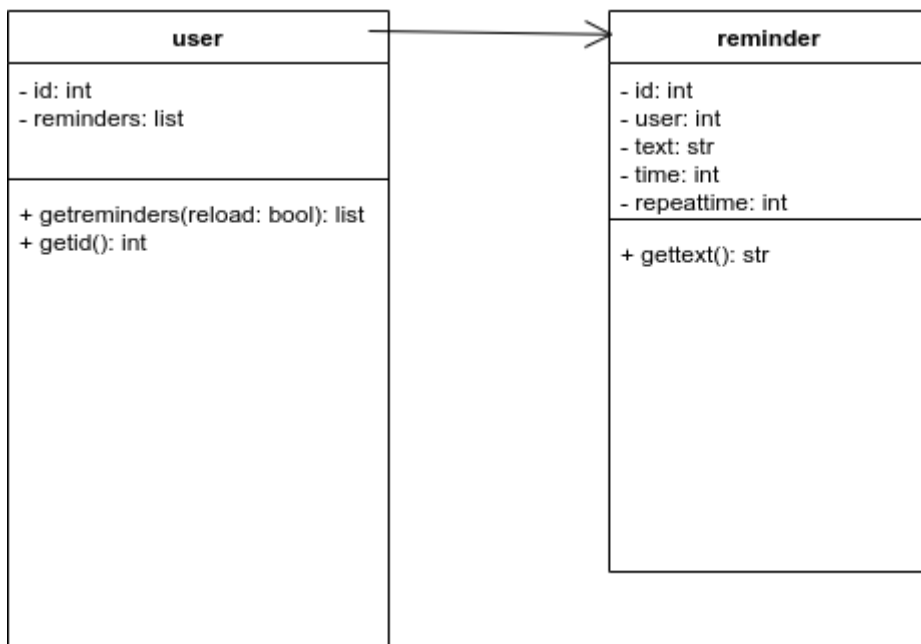 user
- id: int
- reminders: list
+ getreminders(reload: bool): list
+ getid(): int
reminder
- id: int
- user: int
- text: str
- time: int
- repeattime: int
+ gettext(): str